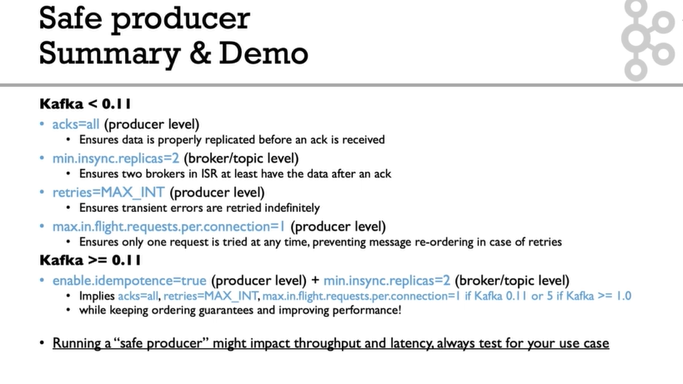 Safe producer
Summary & Demo
Kafka < 0.11
• acks=all (producer level)
• Ensures data is properly replicated before an ack is received
• min.insync.replicas=2 (broker/topic level)
• Ensures two brokers in ISR at least have the data after an ack
• retries=MAX_INT (producer level)
• Ensures transient errors are retried indefinitely
• max.in.flight.requests.per.connection=1 (producer level)
• Ensures only one request is tried at any time, preventing message re-ordering in case of retries
Kafka >= 0.11
• enable.idempotence=true (producer level) + min.insync.replicas=2 (broker/topic level)
• Implies acks=all, retries=MAX_INT, max.in.flight.requests.per.connection=1 if Kafka 0.11 or 5 if Kafka >= 1.0
• while keeping ordering guarantees and improving performance!
• Running a “safe producer” might impact throughput and latency, always test for your use case